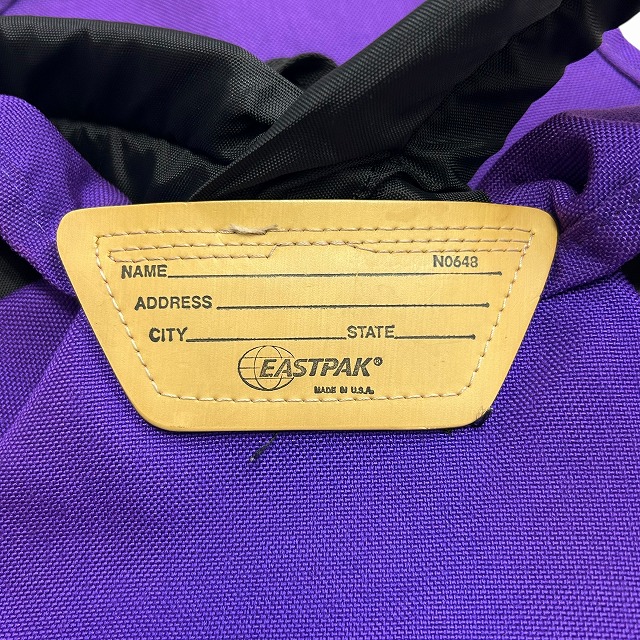 N0648
NAME
ADDRESS
CITY STATE
EASTPAK®
MADE IN U.S.A.